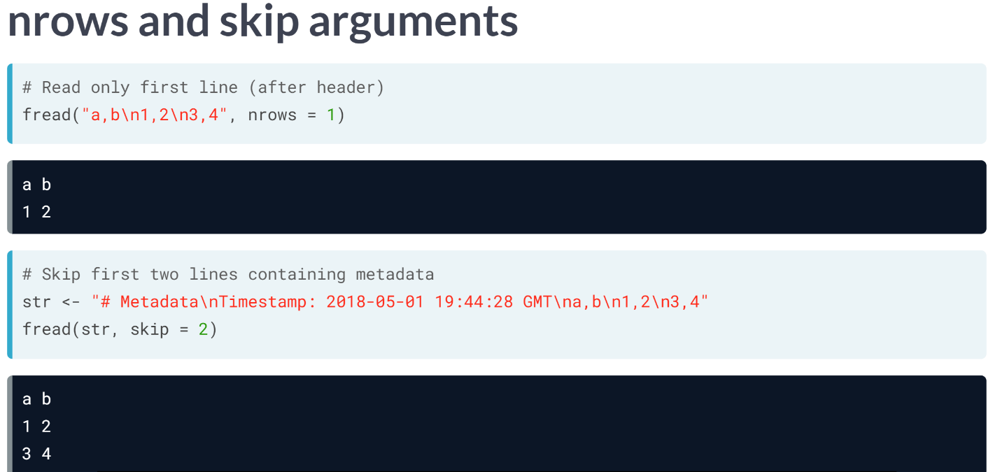 nrows and skip arguments
# Read only first line (after header)
fread("a,b\n1,2\n3,4", nrows = 1)
a b
1 2
# Skip first two lines containing metadata
str <- "# Metadata\nTimestamp: 2018-05-01 19:44:28 GMT\na,b\n1,2\n3,4"
fread(str, skip = 2)
a b
1 2
3 4